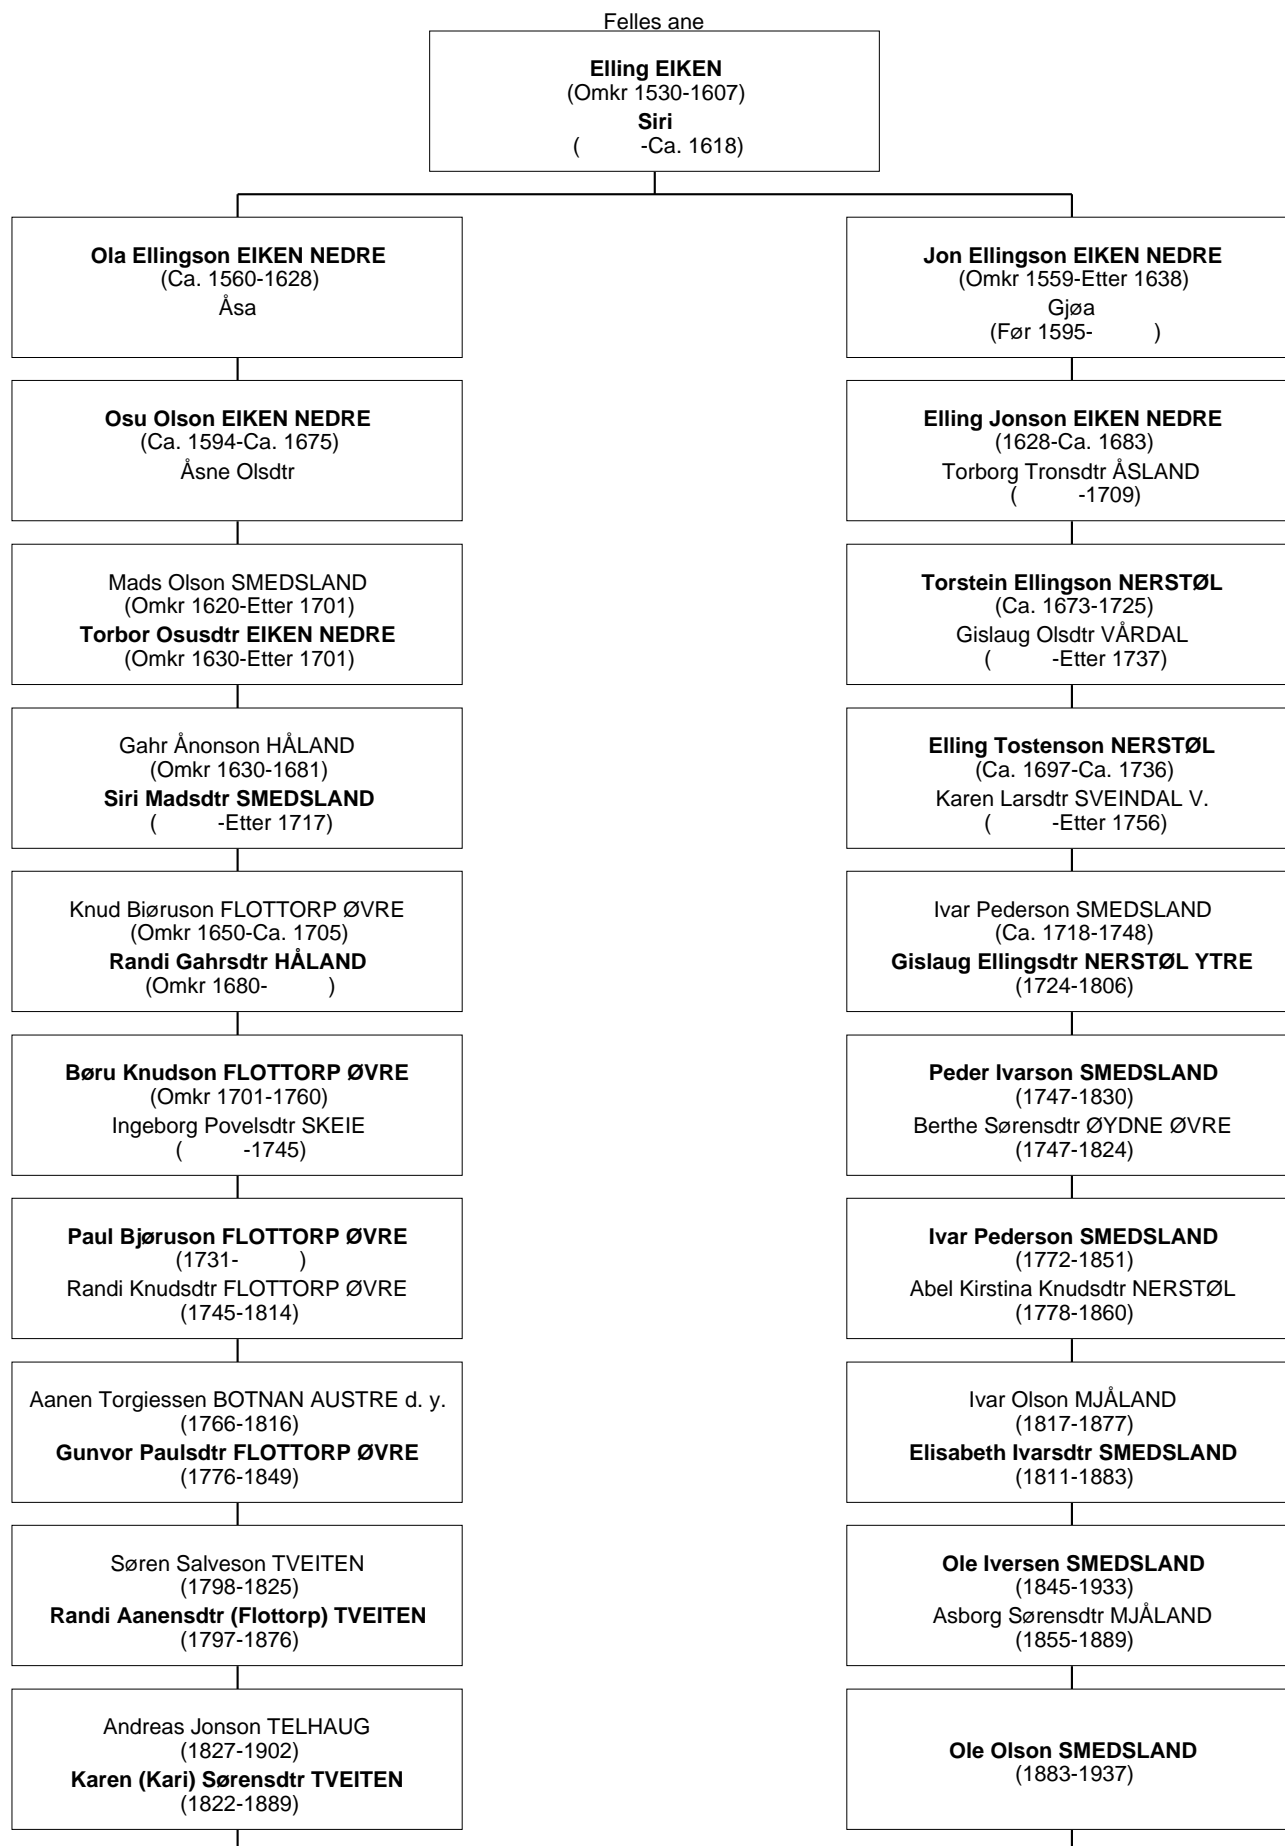 Felles ane
Elling EIKEN
(Omkr 1530-1607)
Siri
( -Ca. 1618)
Ola Ellingson EIKEN NEDRE
(Ca. 1560-1628)
Åsa
Jon Ellingson EIKEN NEDRE
(Omkr 1559-Etter 1638)
Gjøa
(Før 1595- )
Osu Olson EIKEN NEDRE
(Ca. 1594-Ca. 1675)
Åsne Olsdtr
Elling Jonson EIKEN NEDRE
(1628-Ca. 1683)
Torborg Tronsdtr ÅSLAND
( -1709)
Mads Olson SMEDSLAND
(Omkr 1620-Etter 1701)
Torbor Osusdtr EIKEN NEDRE
(Omkr 1630-Etter 1701)
Torstein Ellingson NERSTØL
(Ca. 1673-1725)
Gislaug Olsdtr VÅRDAL
( -Etter 1737)
Gahr Ånonson HÅLAND
(Omkr 1630-1681)
Siri Madsdtr SMEDSLAND
( -Etter 1717)
Elling Tostenson NERSTØL
(Ca. 1697-Ca. 1736)
Karen Larsdtr SVEINDAL V.
( -Etter 1756)
Knud Biøruson FLOTTORP ØVRE
(Omkr 1650-Ca. 1705)
Randi Gahrsdtr HÅLAND
(Omkr 1680- )
Ivar Pederson SMEDSLAND
(Ca. 1718-1748)
Gislaug Ellingsdtr NERSTØL YTRE
(1724-1806)
Børu Knudson FLOTTORP ØVRE
(Omkr 1701-1760)
Ingeborg Povelsdtr SKEIE
( -1745)
Peder Ivarson SMEDSLAND
(1747-1830)
Berthe Sørensdtr ØYDNE ØVRE
(1747-1824)
Paul Bjøruson FLOTTORP ØVRE
(1731- )
Randi Knudsdtr FLOTTORP ØVRE
(1745-1814)
Ivar Pederson SMEDSLAND
(1772-1851)
Abel Kirstina Knudsdtr NERSTØL
(1778-1860)
Aanen Torgiessen BOTNAN AUSTRE d. y.
(1766-1816)
Gunvor Paulsdtr FLOTTORP ØVRE
(1776-1849)
Ivar Olson MJÅLAND
(1817-1877)
Elisabeth Ivarsdtr SMEDSLAND
(1811-1883)
Søren Salveson TVEITEN
(1798-1825)
Randi Aanensdtr (Flottorp) TVEITEN
(1797-1876)
Ole Iversen SMEDSLAND
(1845-1933)
Asborg Sørensdtr MJÅLAND
(1855-1889)
Andreas Jonson TELHAUG
(1827-1902)
Karen (Kari) Sørensdtr TVEITEN
(1822-1889)
Ole Olson SMEDSLAND
(1883-1937)